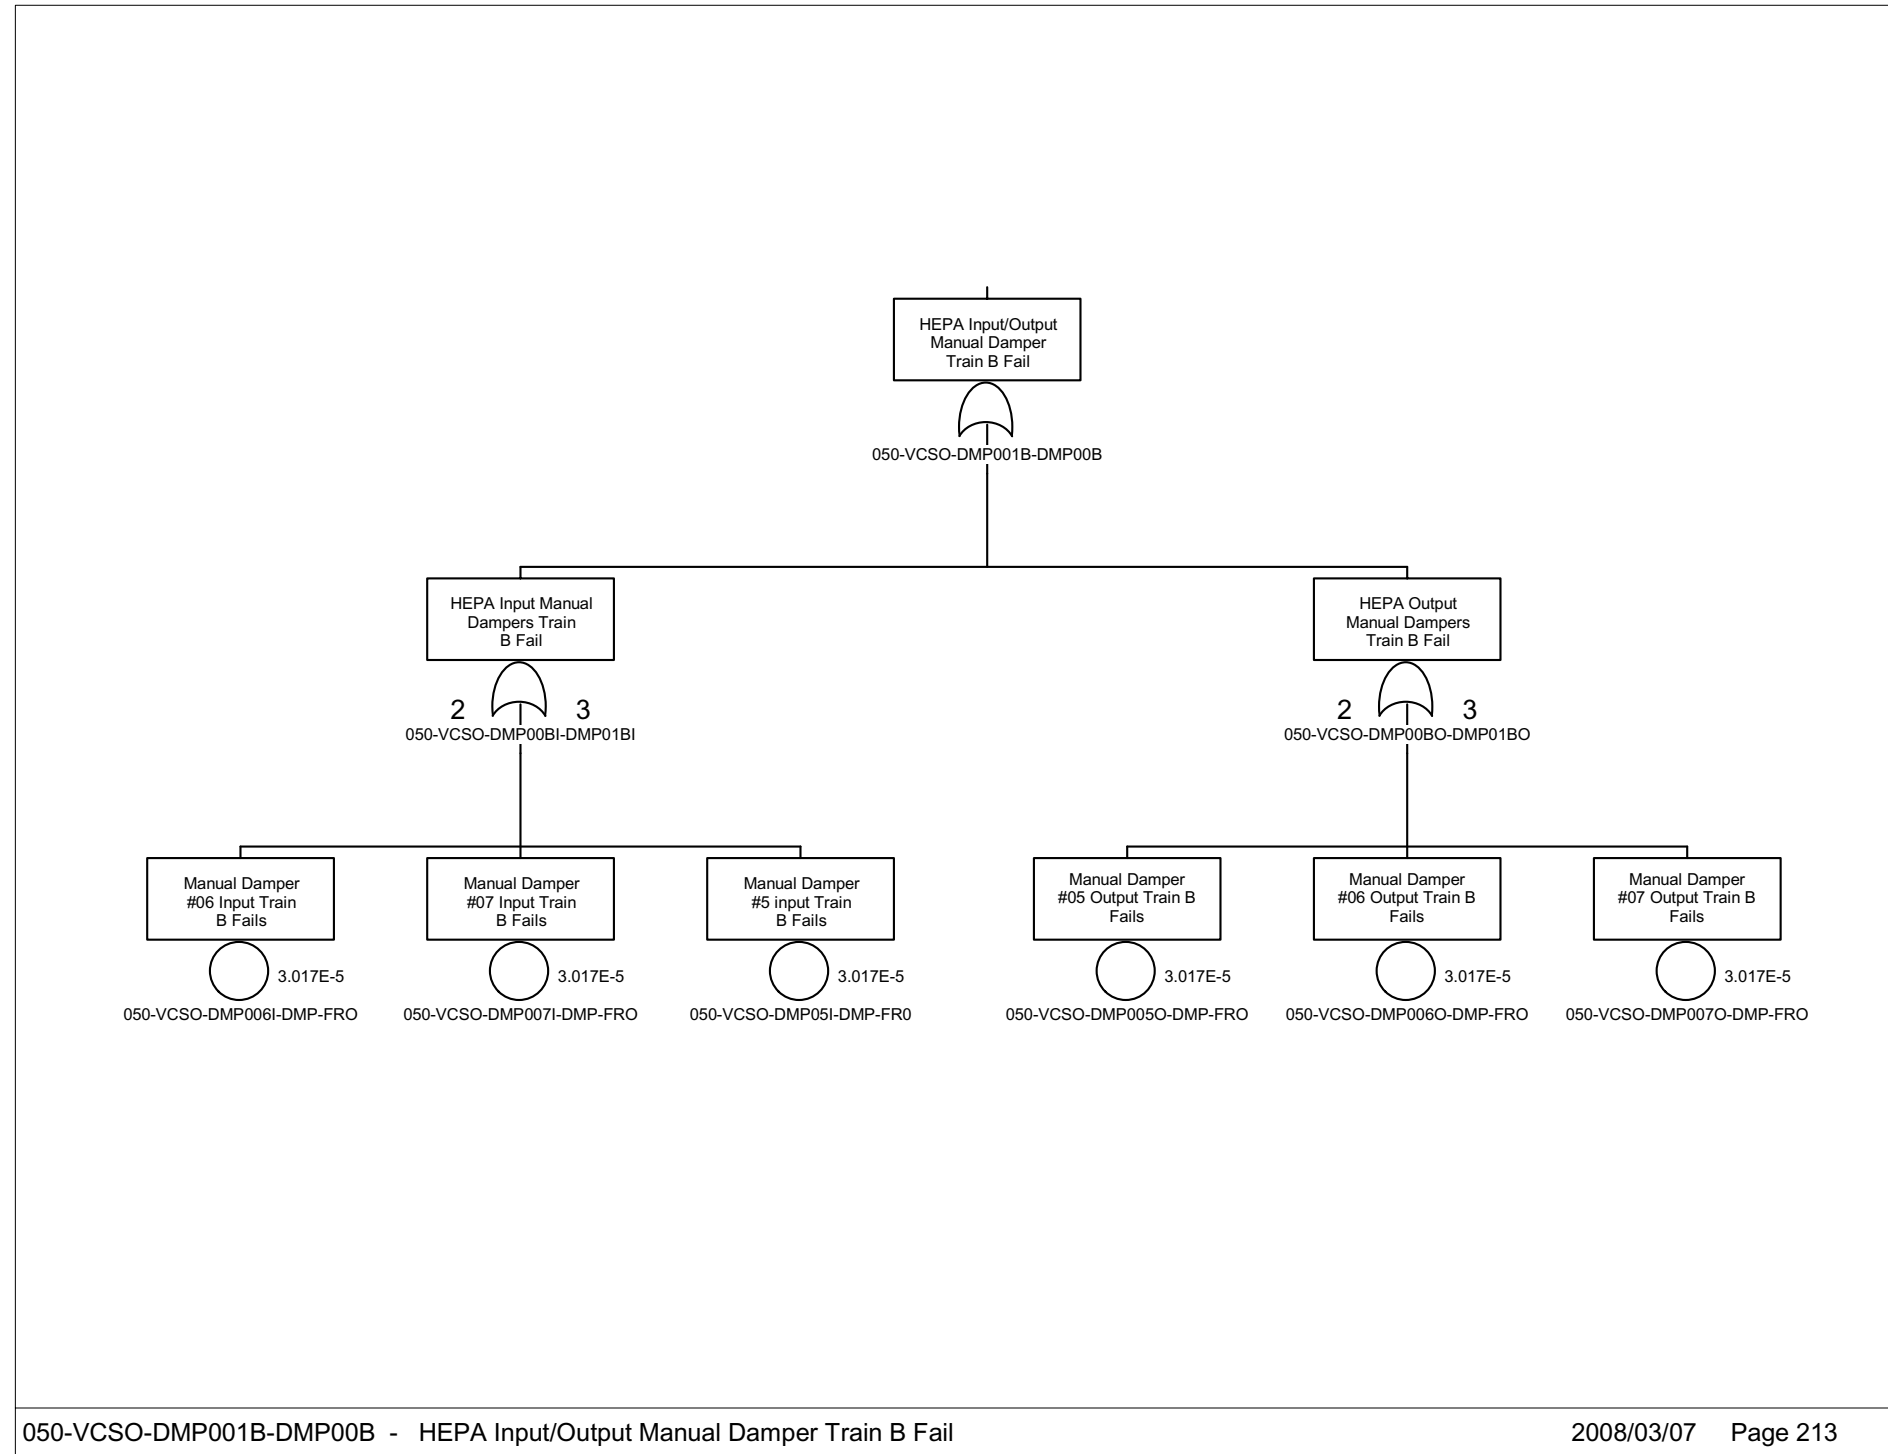 HEPA Input/Output
Manual Damper
Train B Fail
050-VCSO-DMP001B-DMP00B
HEPA Input Manual
Dampers Train
B Fail
2 3
050-VCSO-DMP00BI-DMP01BI
HEPA Output
Manual Dampers
Train B Fail
2 3
050-VCSO-DMP00BO-DMP01BO
Manual Damper
#06 Input Train
B Fails
3.017E-5
050-VCSO-DMP006I-DMP-FRO
Manual Damper
#07 Input Train
B Fails
3.017E-5
050-VCSO-DMP007I-DMP-FRO
Manual Damper
#5 input Train
B Fails
3.017E-5
050-VCSO-DMP05I-DMP-FR0
Manual Damper
#05 Output Train B
Fails
3.017E-5
050-VCSO-DMP005O-DMP-FRO
Manual Damper
#06 Output Train B
Fails
3.017E-5
050-VCSO-DMP006O-DMP-FRO
Manual Damper
#07 Output Train B
Fails
3.017E-5
050-VCSO-DMP007O-DMP-FRO
050-VCSO-DMP001B-DMP00B - HEPA Input/Output Manual Damper Train B Fail 2008/03/07 Page 213